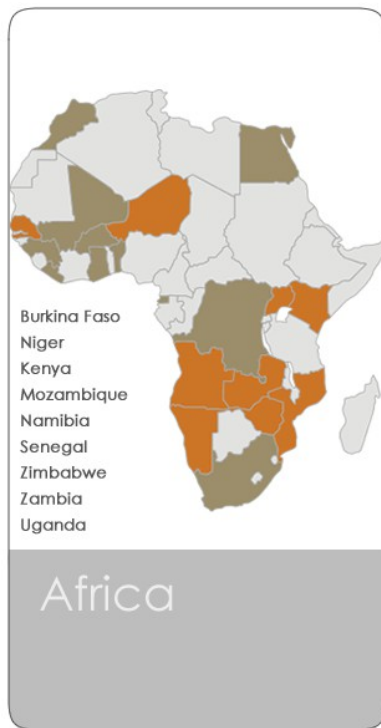 Burkina Faso
Niger
Kenya
Mozambique
Namibia
Senegal
Zimbabwe
Zambia
Uganda
Africa